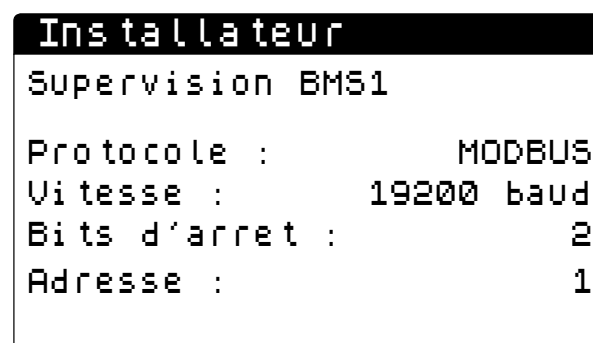 Installateur
Supervision BMS1
Protocole : MODBUS
Vitesse : 19200 baud
Bits d'arret : 2
Adresse : 1